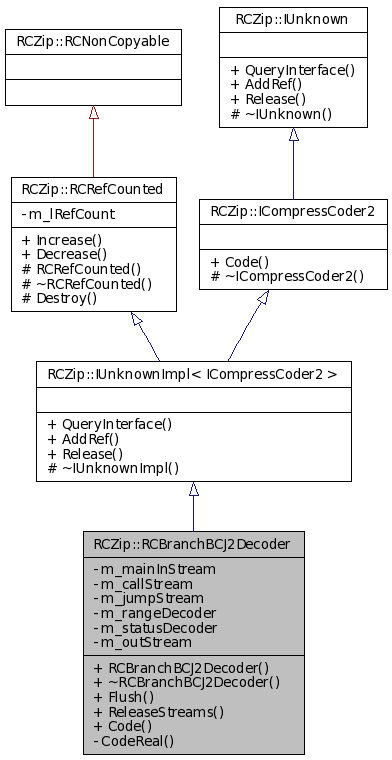 RCZip::IUnknown
+ QueryInterface()
+ AddRef()
+ Release()
# ~IUnknown()
RCZip::RCNonCopyable
RCZip::RCRefCounted
- m_lRefCount
+ Increase()
+ Decrease()
# RCRefCounted()
# ~RCRefCounted()
# Destroy()
RCZip::ICompressCoder2
+ Code()
# ~ICompressCoder2()
RCZip::IUnknownImpl< ICompressCoder2 >
+ QueryInterface()
+ AddRef()
+ Release()
# ~IUnknownImpl()
RCZip::RCBranchBCJ2Decoder
- m_mainInStream
- m_callStream
- m_jumpStream
- m_rangeDecoder
- m_statusDecoder
- m_outStream
+ RCBranchBCJ2Decoder()
+ ~RCBranchBCJ2Decoder()
+ Flush()
+ ReleaseStreams()
+ Code()
- CodeReal()